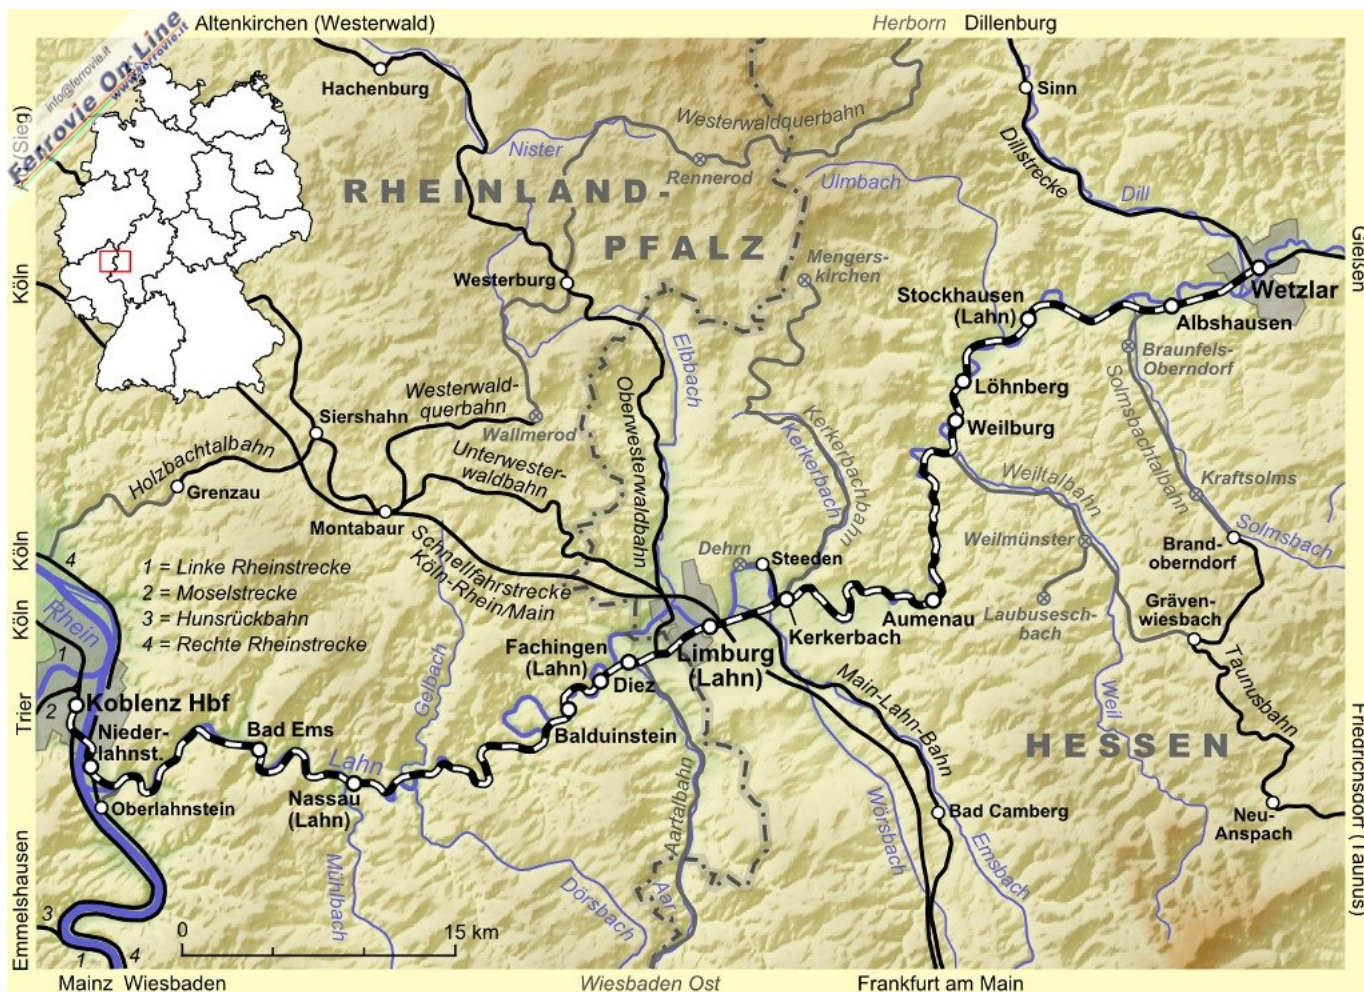 Altenkirchen (Westerwald)
Herborn
Dillenburg
info@ferrovie.it
Ferrovie On Line
www.ferrovie.it
(Sieg)
Hachenburg
Sinn
Westerwaldquerbahn
Nister
Rennerod
Dillstrecke
Ulmbach
Dill
RHEINLAND-
PFALZ
Gießen
Köln
Westerburg
Mengers-
kirchen
Stockhausen
(Lahn)
Wetzlar
Albshausen
Elbbach
Braunfels-
Oberndorf
Löhnberg
Westerwald-
querbahn
Oberwesterwaldbahn
Solmsbachtalbahn
Siershahn
Wallmerod
Kerkerbach
Kerkerbachbahn
Weilburg
Holzbachtalbahn
Unterwester-
waldbahn
Weiltalbahn
Kraftsolms
Grenzau
Montabaur
Solmsbach
Schnellfahrstrecke
Köln-Rhein/Main
Weilmünster
Brand-
oberndorf
Köln
4
Dehrn
Steeden
1 = Linke Rheinstrecke
2 = Moselstrecke
3 = Hunsrückbahn
4 = Rechte Rheinstrecke
Köln
Rhein
1
Laubusesch-
bach
Gräven-
wiesbach
Aumenau
Kerkerbach
Fachingen
(Lahn)
Limburg
(Lahn)
Diez
Gelbach
Taunusbahn
Main-Lahn-Bahn
Weil
Trier
2
Koblenz Hbf
Nieder-
lahnst.
Bad Ems
Balduinstein
HESSEN
Lahn
Friedrichsdorf (Taunus)
Nassau
(Lahn)
Oberlahnstein
Aartalbahn
Wörsbach
Bad Camberg
Neu-
Anspach
Emmelshausen
Mühlbach
Dörsbach
Aar
Emsbach
3
1
4
0
15 km
Mainz
Wiesbaden
Wiesbaden Ost
Frankfurt am Main